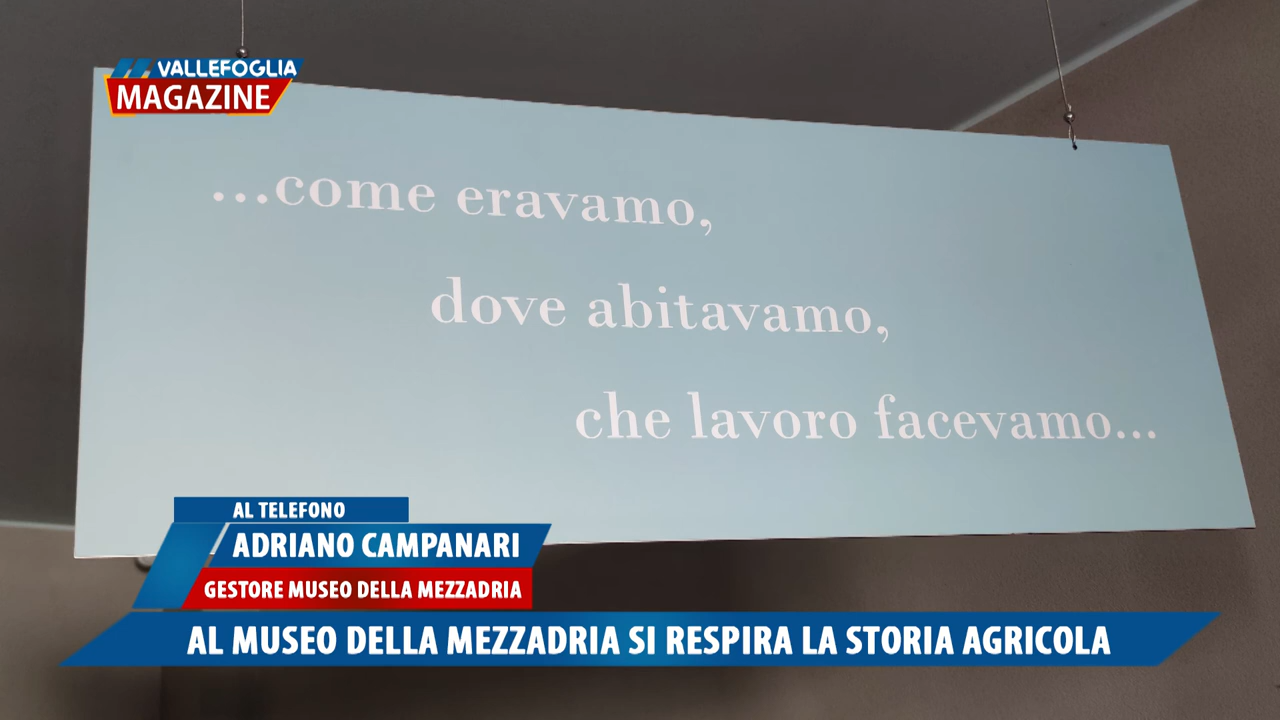 VALLEFOGLIA
MAGAZINE
...come eravamo,
dove abitavamo,
che lavoro facevamo...
AL TELEFONO
ADRIANO CAMPANARI
GESTORE MUSEO DELLA MEZZADRIA
AL MUSEO DELLA MEZZADRIA SI RESPIRA LA STORIA AGRICOLA